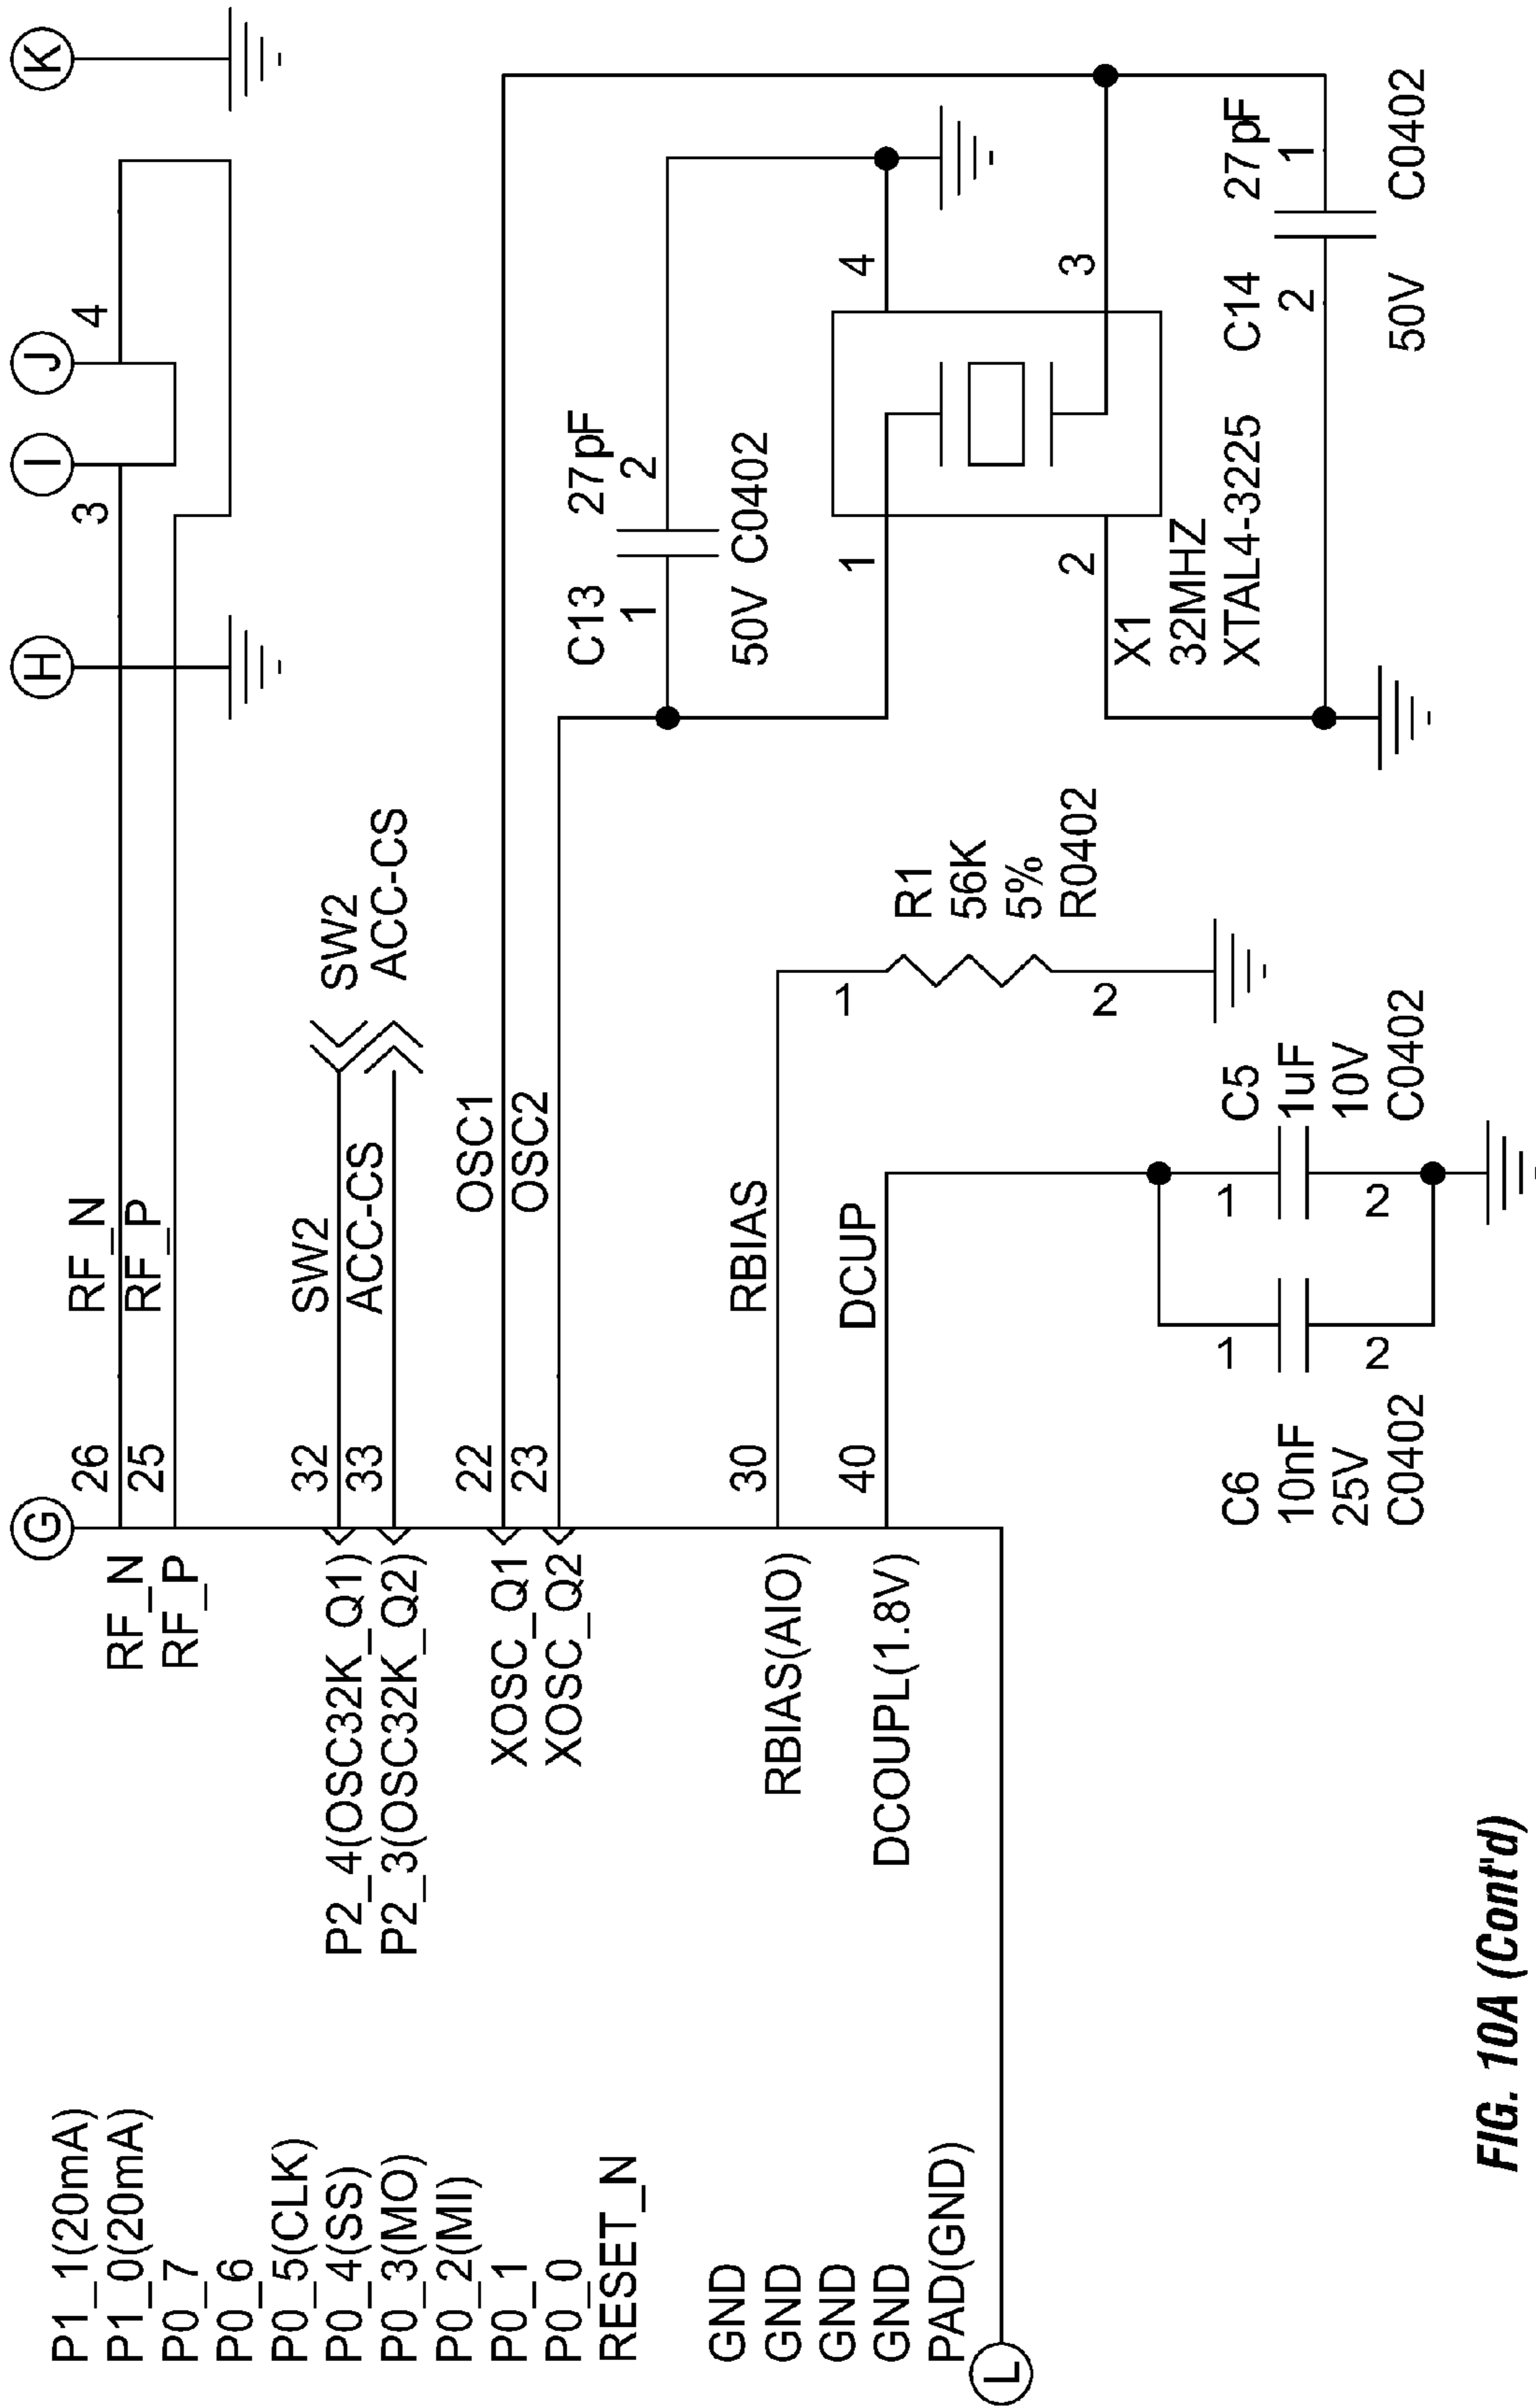 G
H
I
J
K
3
4
P1_1(20mA)
P1_0(20mA)
P0_7
P0_6
P0_5(CLK)
P0_4(SS)
P0_3(MO)
P0_2(MI)
P0_1
P0_0
RESET_N
GND
GND
GND
GND
PAD(GND)
L
RF_N
RF_P
P2_4(OSC32K_Q1)
P2_3(OSC32K_Q2)
XOSC_Q1
XOSC_Q2
RBIAS(AIO)
DCOUPL(1.8V)
26
25
32
33
22
23
30
40
RF_N
RF_P
SW2
ACC-CS
SW2
ACC-CS
OSC1
OSC2
RBIAS
DCUP
C6
10nF
25V
C0402
1
2
1
2
C5
1uF
10V
C0402
1
2
R1
56K
5%
R0402
C13 27pF
1 2
50V C0402
1
4
2
3
X1
32MHZ
XTAL4-3225
C14 27pF
2 1
50V C0402
FIG. 10A (Cont'd)